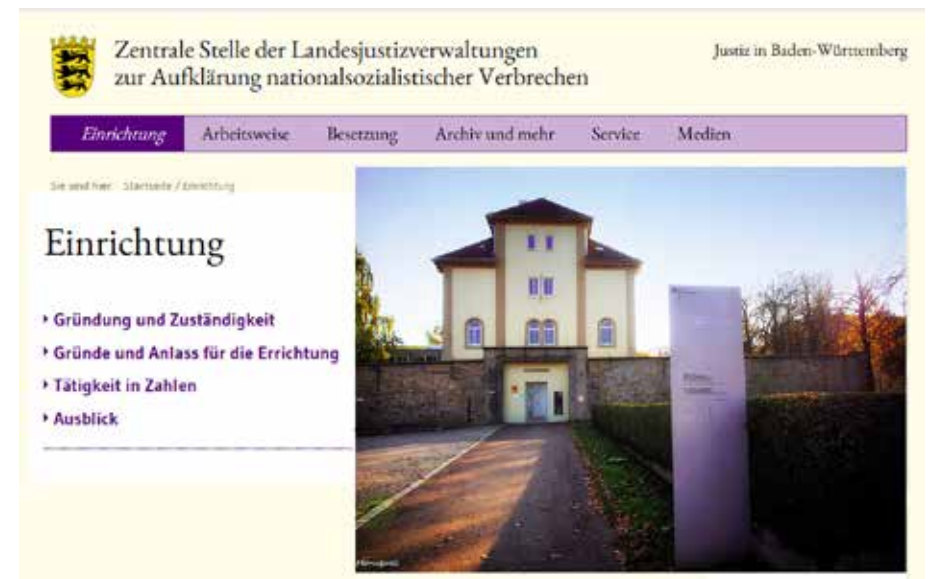 Zentrale Stelle der Landesjustizverwaltungen
zur Aufklärung nationalsozialistischer Verbrechen
Justiz in Baden-Württemberg
Einrichtung Arbeitsweise Besetzung Archiv und mehr Service Medien
Sie sind hier: Startseite / Einrichtung
Einrichtung
Gründung und Zuständigkeit
Gründe und Anlass für die Errichtung
Tätigkeit in Zahlen
Ausblick